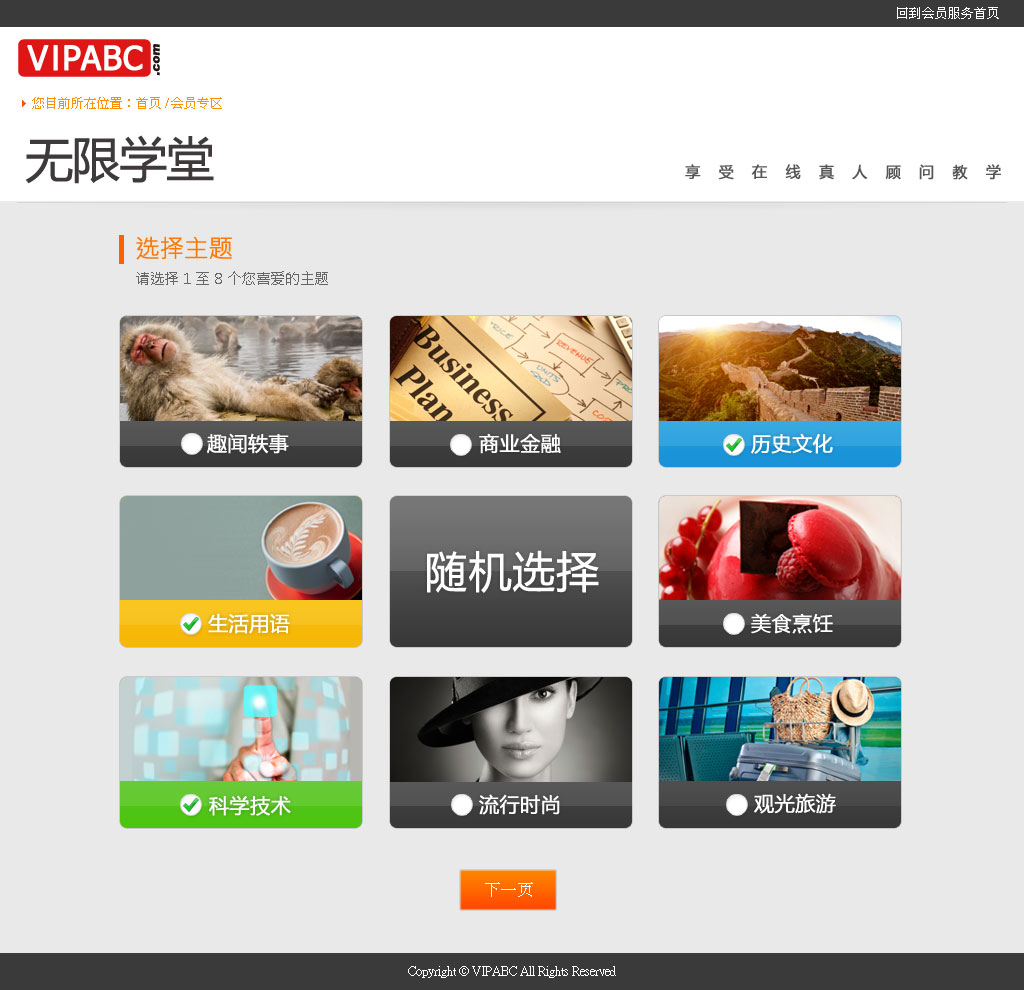 回到会员服务首页
VIPABC.com
您目前所在位置：首页 / 会员专区
无限学堂
享受在线真人顾问教学
选择主题
请选择 1 至 8 个您喜爱的主题
Business
Plan
RICE
REVENUE
UNITS
SOLD
趣闻轶事
商业金融
历史文化
生活用语
随机选择
美食烹饪
科学技术
流行时尚
观光旅游
下一页
Copyright © VIPABC All Rights Reserved